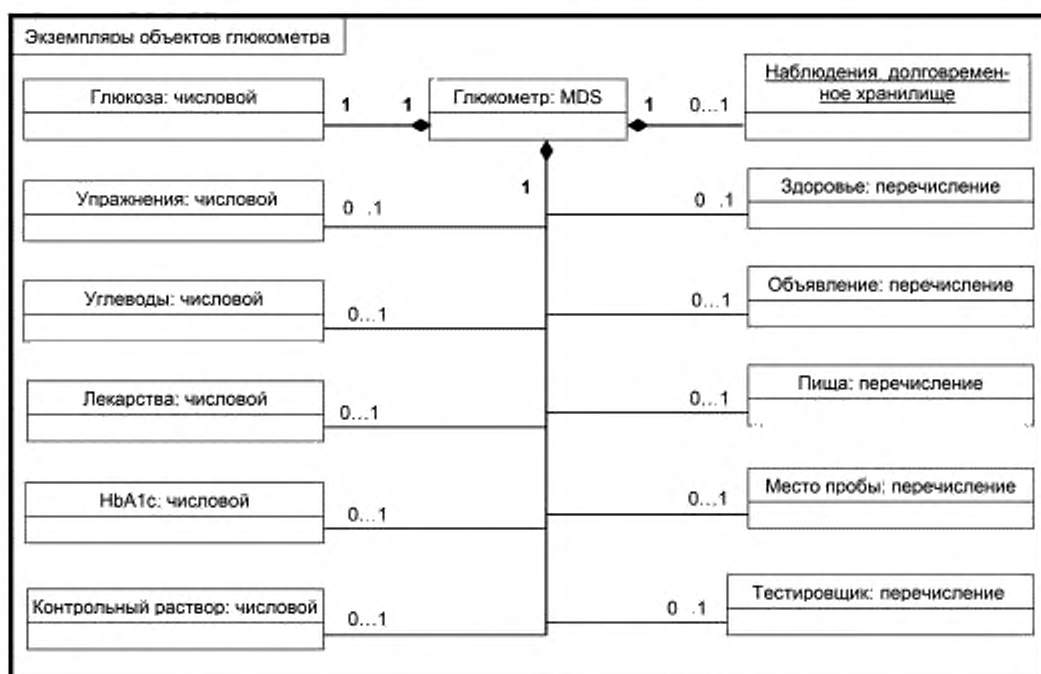 Экземпляры объектов глюкометра
Глюкоза: числовой
1
1
Глюкометр: MDS
1
0...1
Наблюдения долговремен-
ное хранилище
Упражнения: числовой
0 .1
1
0 .1
Здоровье: перечисление
Углеводы: числовой
0...1
0...1
Объявление: перечисление
Лекарства: числовой
0...1
0...1
Пища: перечисление
HbA1c: числовой
0...1
0...1
Место пробы: перечисление
Контрольный раствор: числовой
0...1
0 .1
Тестировщик: перечисление